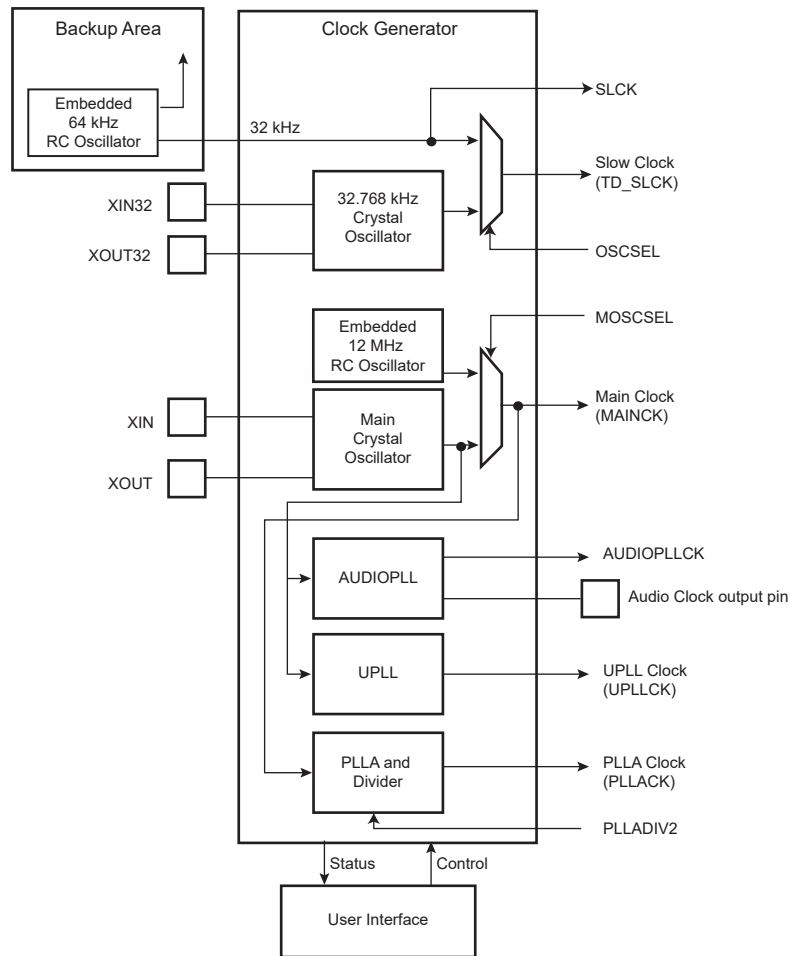 Backup Area
Clock Generator
Embedded
64 kHz
RC Oscillator
32 kHz
SLCK
Slow Clock
(TD_SLCK)
XIN32
XOUT32
32.768 kHz
Crystal
Oscillator
OSCSEL
MOSCSEL
Embedded
12 MHz
RC Oscillator
Main Clock
(MAINCK)
XIN
XOUT
Main
Crystal
Oscillator
AUDIOPLL
AUDIOPLLCK
Audio Clock output pin
UPLL
UPLL Clock
(UPLLCK)
PLLA and
Divider
PLLA Clock
(PLLACK)
PLLADIV2
Status
Control
User Interface